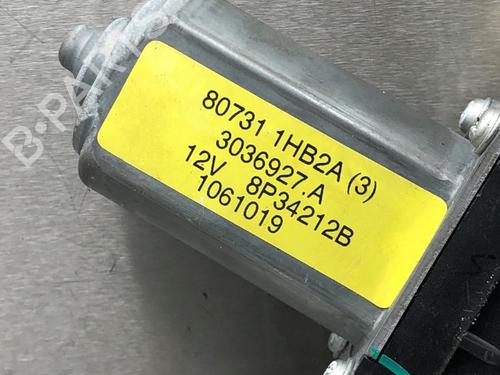 B-PARTS
80731 1HB2A (3)
3036927.A
12V 8P34212B
1061019